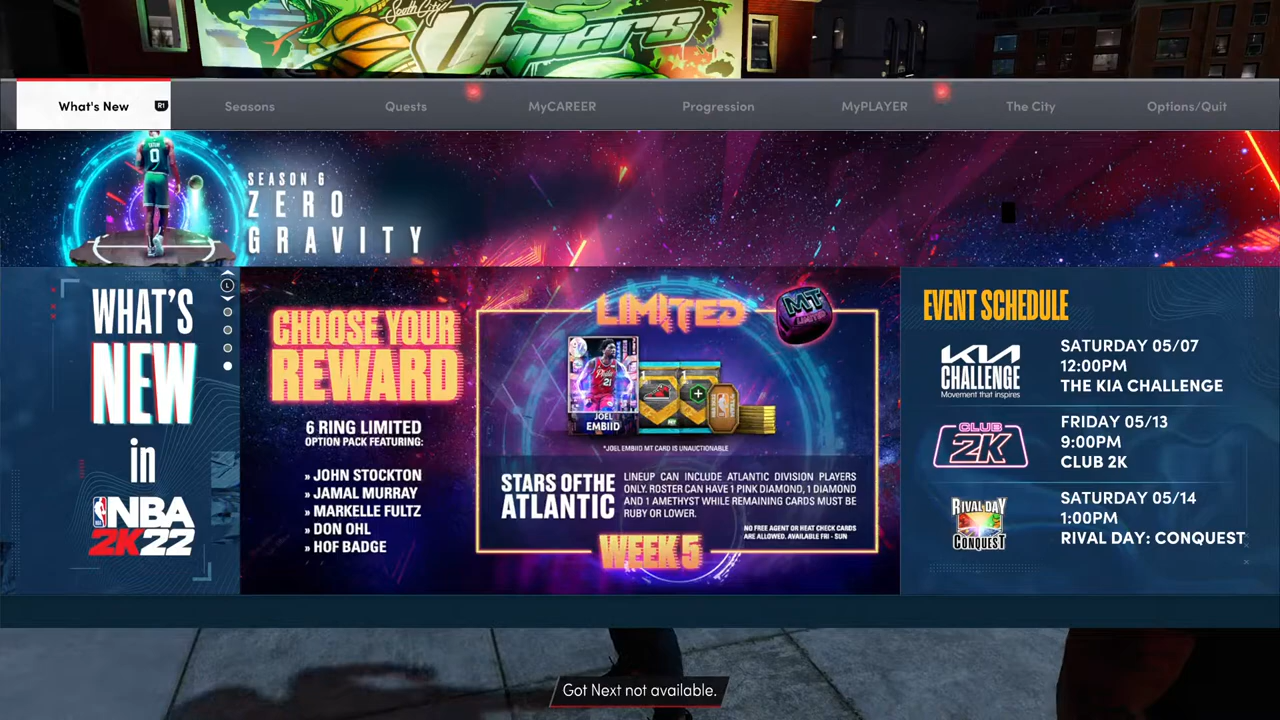 South City
Vipers
What's New
R1
Seasons
Quests
MyCAREER
Progression
MyPLAYER
The City
Options/Quit
0
SEASON 6
ZERO
GRAVITY
WHAT'S
NEW
in
NBA
2K22
L
CHOOSE YOUR
REWARD
6 RING LIMITED
OPTION PACK FEATURING:
» JOHN STOCKTON
» JAMAL MURRAY
» MARKELLE FULTZ
» DON OHL
» HOF BADGE
LIMITED
MT
LIMITED
Phila
21
JOEL
EMBIID
*JOEL EMBIID MT CARD IS UNAUCTIONABLE
STARS OF THE
ATLANTIC
LINEUP CAN INCLUDE ATLANTIC DIVISION PLAYERS
ONLY. ROSTER CAN HAVE 1 PINK DIAMOND, 1 DIAMOND
AND 1 AMETHYST WHILE REMAINING CARDS MUST BE
RUBY OR LOWER.
NO FREE AGENT OR HEAT CHECK CARDS
ARE ALLOWED. AVAILABLE FRI - SUN
WEEK 5
EVENT SCHEDULE
KIA
CHALLENGE
Movement that inspires
SATURDAY 05/07
12:00PM
THE KIA CHALLENGE
CLUB
2K
FRIDAY 05/13
9:00PM
CLUB 2K
RIVAL DAY
CONQUEST
SATURDAY 05/14
1:00PM
RIVAL DAY: CONQUEST
Got Next not available.